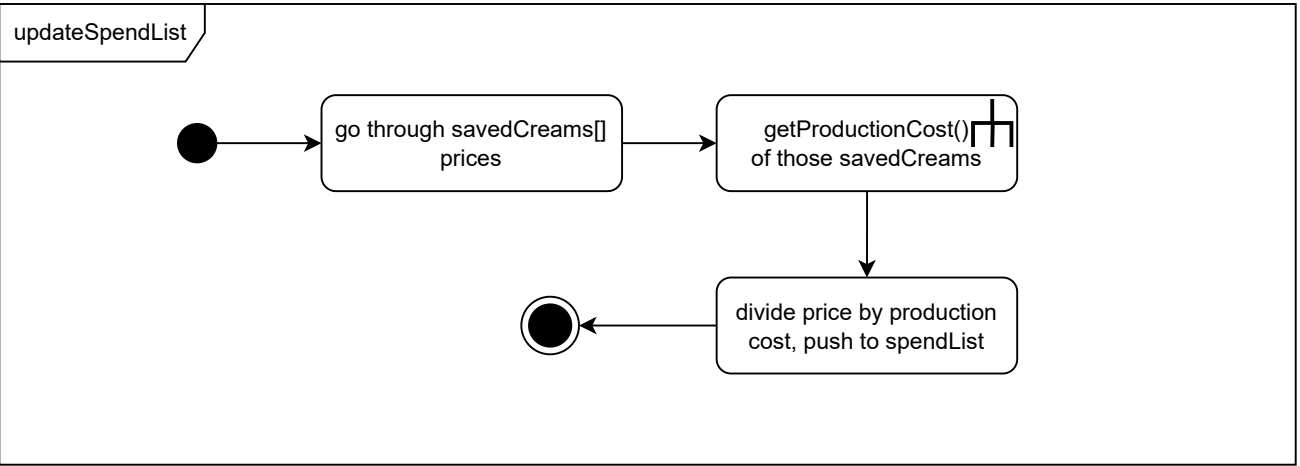 updateSpendList
go through savedCreams[]
prices
getProductionCost()
of those savedCreams
divide price by production
cost, push to spendList